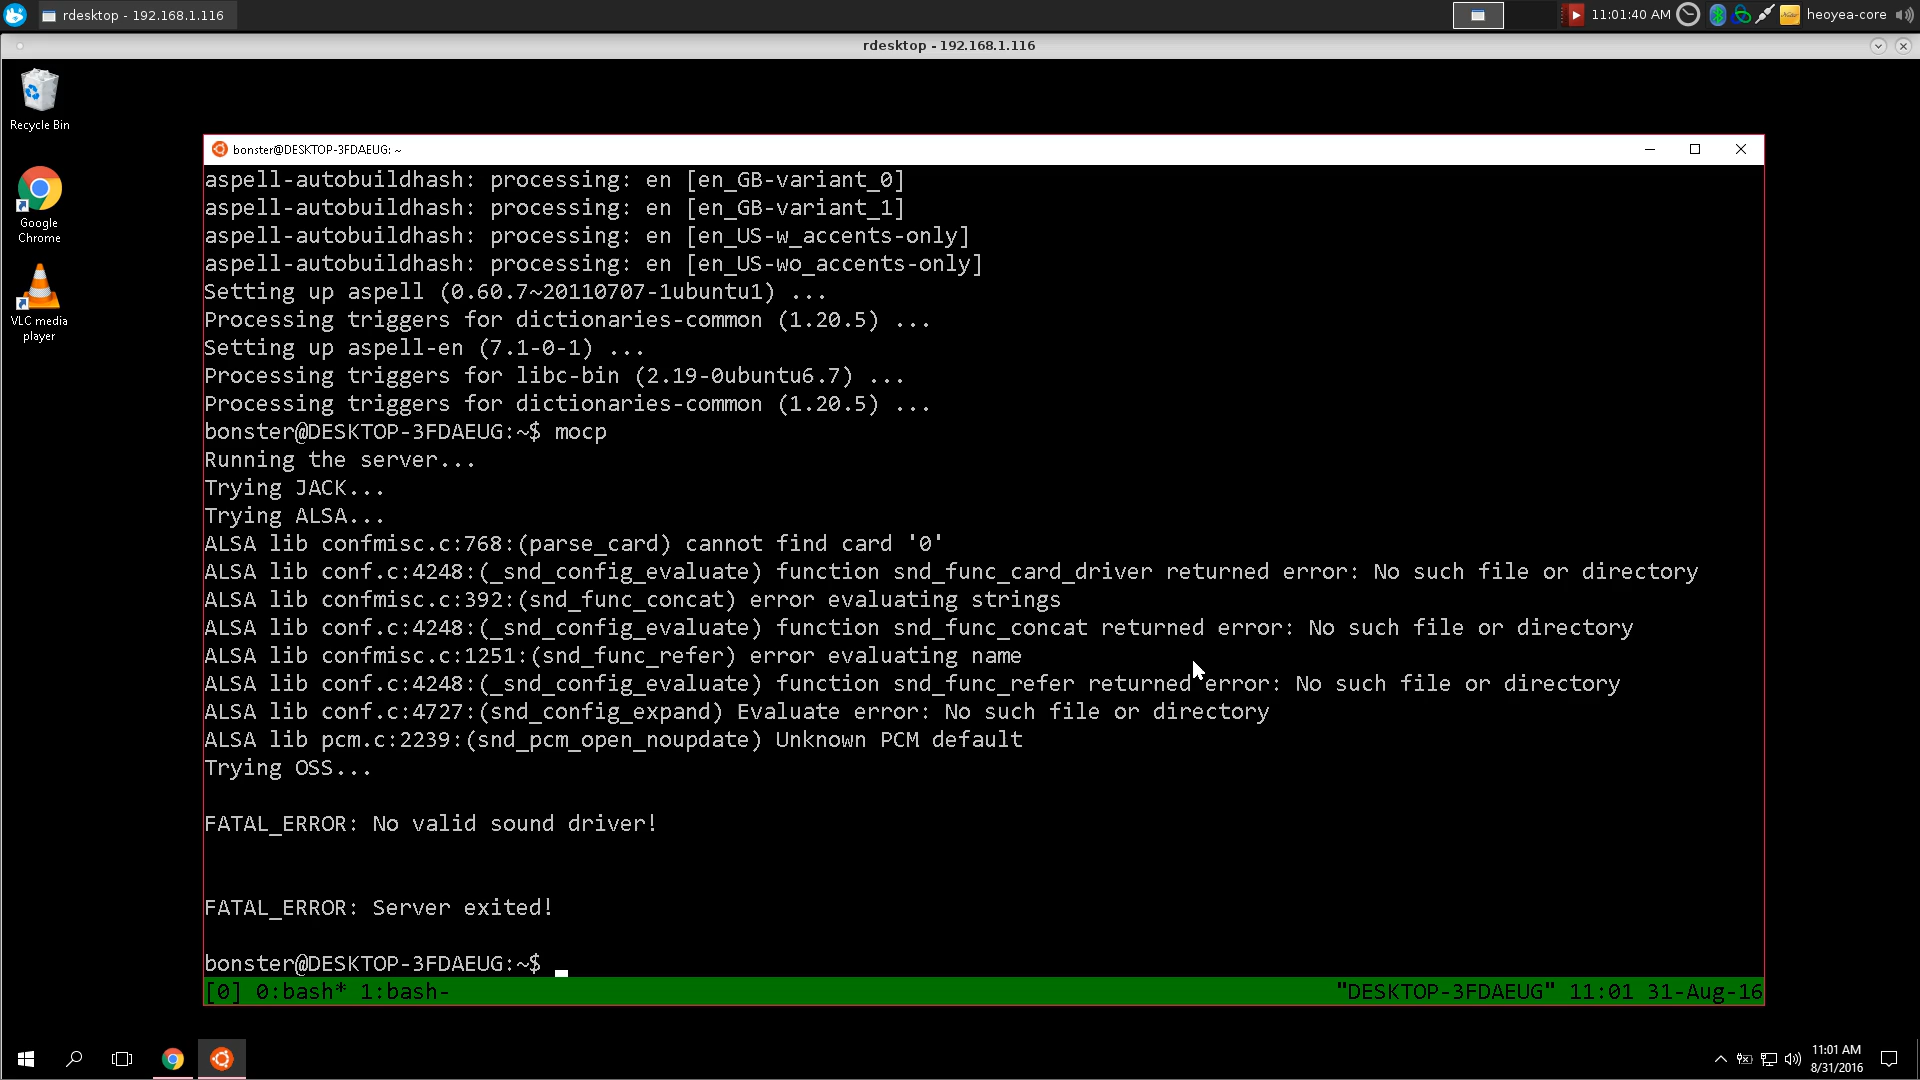 rdesktop - 192.168.1.116
11:01:40 AM
heoyea-core
rdesktop - 192.168.1.116
Recycle Bin
Google
Chrome
VLC media
player
bonster@DESKTOP-3FDAEUG: ~
aspell-autobuildhash: processing: en [en_GB-variant_0]
aspell-autobuildhash: processing: en [en_GB-variant_1]
aspell-autobuildhash: processing: en [en_US-w_accents-only]
aspell-autobuildhash: processing: en [en_US-wo_accents-only]
Setting up aspell (0.60.7~20110707-1ubuntu1) ...
Processing triggers for dictionaries-common (1.20.5) ...
Setting up aspell-en (7.1-0-1) ...
Processing triggers for libc-bin (2.19-0ubuntu6.7) ...
Processing triggers for dictionaries-common (1.20.5) ...
bonster@DESKTOP-3FDAEUG:~$ mocp
Running the server...
Trying JACK...
Trying ALSA...
ALSA lib confmisc.c:768:(parse_card) cannot find card '0'
ALSA lib conf.c:4248:(_snd_config_evaluate) function snd_func_card_driver returned error: No such file or directory
ALSA lib confmisc.c:392:(snd_func_concat) error evaluating strings
ALSA lib conf.c:4248:(_snd_config_evaluate) function snd_func_concat returned error: No such file or directory
ALSA lib confmisc.c:1251:(snd_func_refer) error evaluating name
ALSA lib conf.c:4248:(_snd_config_evaluate) function snd_func_refer returned error: No such file or directory
ALSA lib conf.c:4727:(snd_config_expand) Evaluate error: No such file or directory
ALSA lib pcm.c:2239:(snd_pcm_open_noupdate) Unknown PCM default
Trying OSS...
FATAL_ERROR: No valid sound driver!
FATAL_ERROR: Server exited!
bonster@DESKTOP-3FDAEUG:~$
[0] 0:bash* 1:bash- "DESKTOP-3FDAEUG" 11:01 31-Aug-16
11:01 AM
8/31/2016